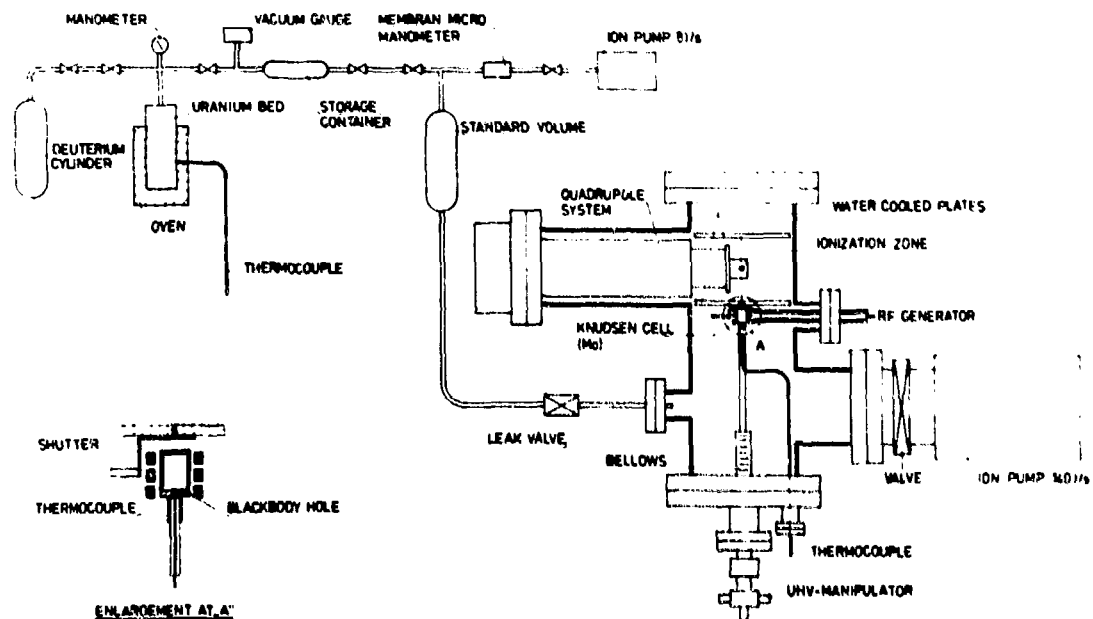 MANOMETER
VACUUM GAUGE
MEMBRAN MICRO
MANOMETER
ION PUMP 8 l/s
URANIUM BED
STORAGE
CONTAINER
STANDARD VOLUME
DEUTERIUM
CYLINDER
OVEN
THERMOCOUPLE
QUADRUPOLE
SYSTEM
WATER COOLED PLATES
IONIZATION ZONE
KNUDSEN CELL
(Mo)
RF GENERATOR
A
LEAK VALVE
BELLOWS
VALVE
ION PUMP 140 l/s
THERMOCOUPLE
UHV-MANIPULATOR
SHUTTER
THERMOCOUPLE
BLACKBODY HOLE
ENLARGEMENT AT „A"